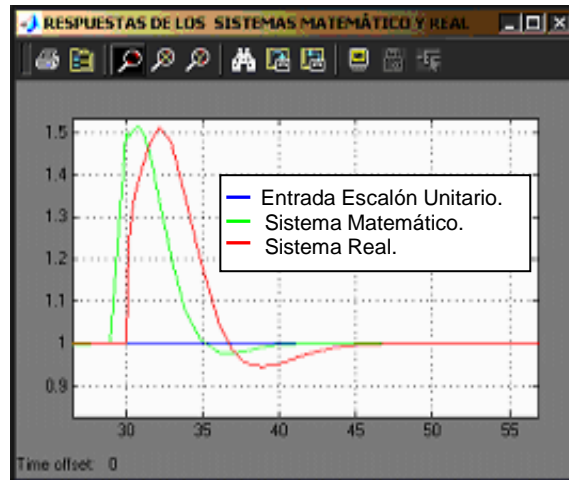 RESPUESTAS DE LOS SISTEMAS MATEMÁTICO Y REAL
1.5
1.4
1.3
1.2
1.1
1
0.9
Entrada Escalón Unitario.
Sistema Matemático.
Sistema Real.
30 35 40 45 50 55
Time offset: 0